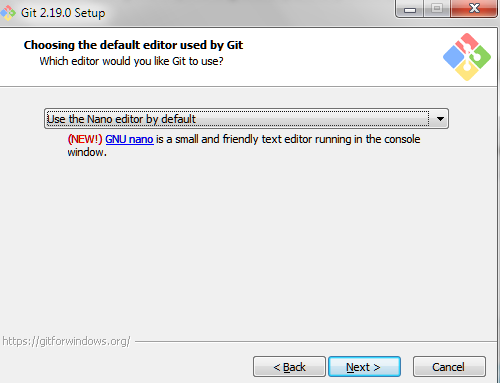 Git 2.19.0 Setup
Choosing the default editor used by Git
Which editor would you like Git to use?
Use the Nano editor by default
(NEW!) GNU nano is a small and friendly text editor running in the console
window.
https://gitforwindows.org/
< Back
Next >
Cancel